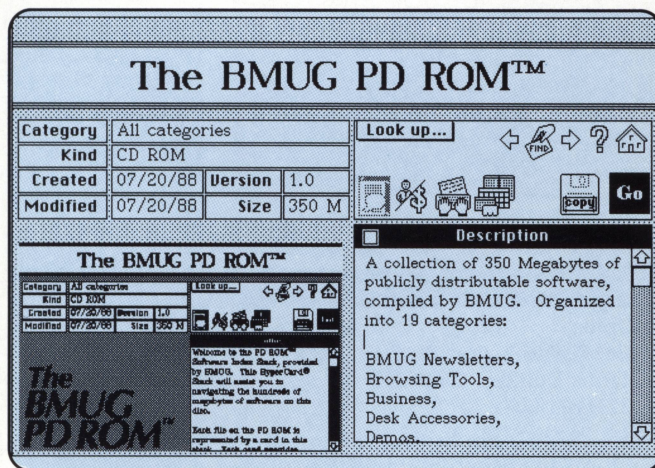 The BMUG PD ROM™
Category All categories
Kind CD ROM
Created 07/20/88 Version 1.0
Modified 07/20/88 Size 350 M
Look up...
FIND
?
copy
Go
The BMUG PD ROM™
Category All categories
Kind CD ROM
Created 07/20/88 Version 1.0
Modified 07/20/88 Size 350 M
Look up...
?
Welcome to the PD ROM™
Software Index Stack, provided
by BMUG. This HyperCard®
Stack will assist you in
navigating the hundreds of
megabytes of software on this
disc.
Each file on the PD ROM is
represented by a card in this
The
BMUG
PD ROM™
Description
A collection of 350 Megabytes of
publicly distributable software,
compiled by BMUG. Organized
into 19 categories:
BMUG Newsletters,
Browsing Tools,
Business,
Desk Accessories,
Demos,